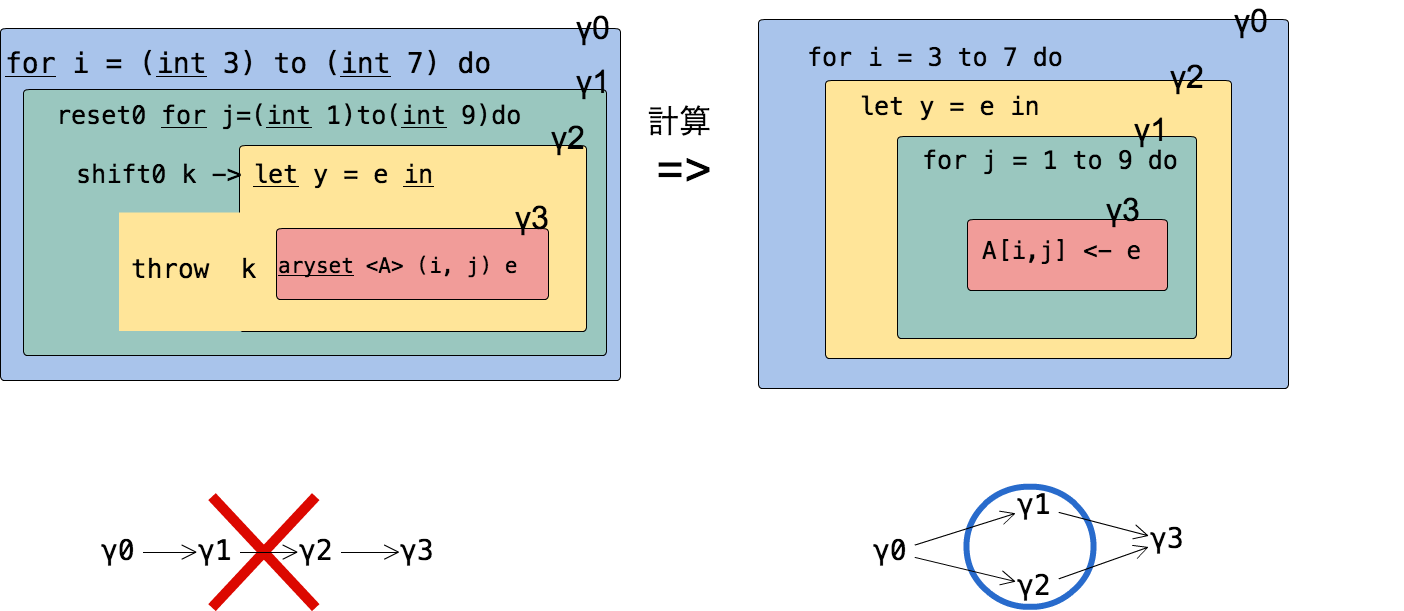 γ0
for i = (int 3) to (int 7) do
γ1
reset0 for j=(int 1)to(int 9)do
γ2
shift0 k -> let y = e in
γ3
throw k aryset <A> (i, j) e
計算
=>
γ0
for i = 3 to 7 do
γ2
let y = e in
γ1
for j = 1 to 9 do
γ3
A[i,j] <- e
γ0 γ1 γ2 γ3
γ1
γ0
γ3
γ2